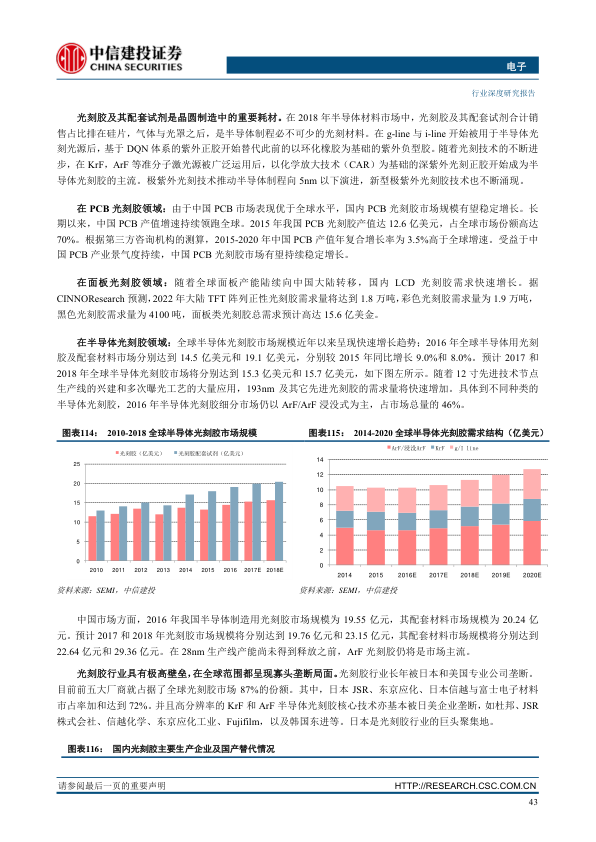 中信建投证券
CHINA SECURITIES
电子
行业深度研究报告
光刻胶及其配套试剂是晶圆制造中的重要耗材。在 2018 年半导体材料市场中，光刻胶及其配套试剂合计销
售占比排在硅片，气体与光罩之后，是半导体制程必不可少的光刻材料。在 g-line 与 i-line 开始被用于半导体光
刻光源后，基于 DQN 体系的紫外正胶开始替代此前的以环化橡胶为基础的紫外负型胶。随着光刻技术的不断进
步，在 KrF，ArF 等准分子激光源被广泛运用后，以化学放大技术（CAR）为基础的深紫外光刻正胶开始成为半
导体光刻胶的主流。极紫外光刻技术推动半导体制程向 5nm 以下演进，新型极紫外光刻胶技术也不断涌现。
在 PCB 光刻胶领域：由于中国 PCB 市场表现优于全球水平，国内 PCB 光刻胶市场规模有望稳定增长。长
期以来，中国 PCB 产值增速持续领跑全球。2015 年我国光刻胶产值达 12.6 亿美元，占全球市场份额高达
70%。根据第三方咨询机构的测算，2015-2020 年中国 PCB 产值年复合增长率为 3.5%高于全球增速。受益于中
国 PCB 产业景气度持续，中国 PCB 光刻胶市场有望持续稳定增长。
在面板光刻胶领域：随着全球面板产能陆续向中国大陆转移，国内 LCD 光刻胶需求快速增长。据
CINNOResearch 预测，2022 年大陆 TFT 阵列正性光刻胶需求量将达到 1.8 万吨，彩色光刻胶需求量为 1.9 万吨，
黑色光刻胶需求量为 4100 吨，面板类光刻胶总需求预计高达 15.6 亿美金。
在半导体光刻胶领域：全球半导体光刻胶市场规模近年以来呈现快速增长趋势；2016 年全球半导体用光刻
胶及配套材料市场分别达到 14.5 亿美元和 19.1 亿美元，分别较 2015 年同比增长 9.0%和 8.0%。预计 2017 和
2018 年全球半导体光刻胶市场将分别达到 15.3 亿美元和 15.7 亿美元，如下图左所示。随着 12 寸先进技术节点
生产线的兴建和多次曝光工艺的大量应用，193nm 及其它先进光刻胶的需求量将快速增加。具体到不同种类的
半导体光刻胶，2016 年半导体光刻胶细分市场仍以 ArF/ArF 浸没式为主，占市场总量的 46%。
图表114： 2010-2018 全球半导体光刻胶市场规模
图表115： 2014-2020 全球半导体光刻胶需求结构（亿美元）
光刻胶（亿美元） 光刻胶配套试剂（亿美元）
25
20
15
10
5
0
2010 2011 2012 2013 2014 2015 2016 2017E 2018E
ArF/浸没ArF KrF g/I line
14
12
10
8
6
4
2
0
2014 2015 2016E 2017E 2018E 2019E 2020E
资料来源：SEMI，中信建投
资料来源：SEMI，中信建投
中国市场方面，2016 年我国半导体制造用光刻胶市场规模为 19.55 亿元，其配套材料市场规模为 20.24 亿
元。预计 2017 和 2018 年光刻胶市场规模将分别达到 19.76 亿元和 23.15 亿元，其配套材料市场规模将分别达到
22.64 亿元和 29.36 亿元。在 28nm 生产线产能尚未得到释放之前，ArF 光刻胶仍将是市场主流。
光刻胶行业具有极高壁垒，在全球范围都呈现寡头垄断局面。光刻胶行业长年被日本和美国专业公司垄断。
目前前五大厂商就占据了全球光刻胶市场 87%的份额。其中，日本 JSR、东京应化、日本信越与富士电子材料
市占率加和达到 72%。并且高分辨率的 KrF 和 ArF 半导体光刻胶核心技术亦基本被日美企业垄断，如杜邦、JSR
株式会社、信越化学、东京应化工业、Fujifilm，以及韩国东进等。日本是光刻胶行业的巨头聚集地。
图表116： 国内光刻胶主要生产企业及国产替代情况
请参阅最后一页的重要声明
HTTP://RESEARCH.CSC.COM.CN
43